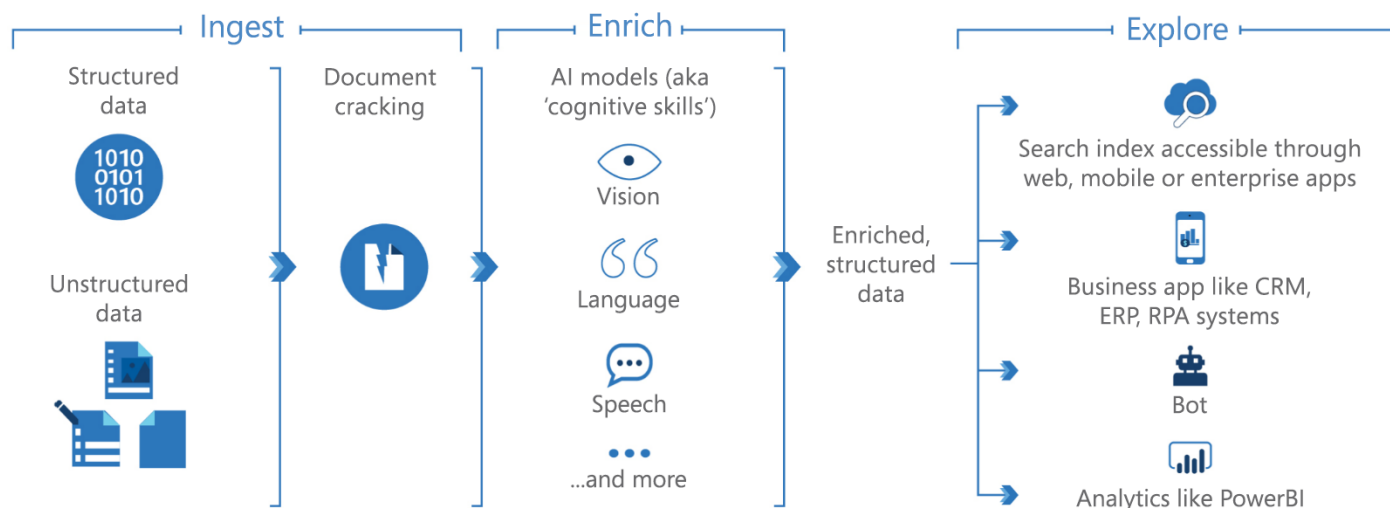 Ingest
Enrich
Explore
Structured
data
1010
0101
1010
Unstructured
data
Document
cracking
AI models (aka
‘cognitive skills’)
Vision
Language
Speech
...and more
Enriched,
structured
data
Search index accessible through
web, mobile or enterprise apps
Business app like CRM,
ERP, RPA systems
Bot
Analytics like PowerBI